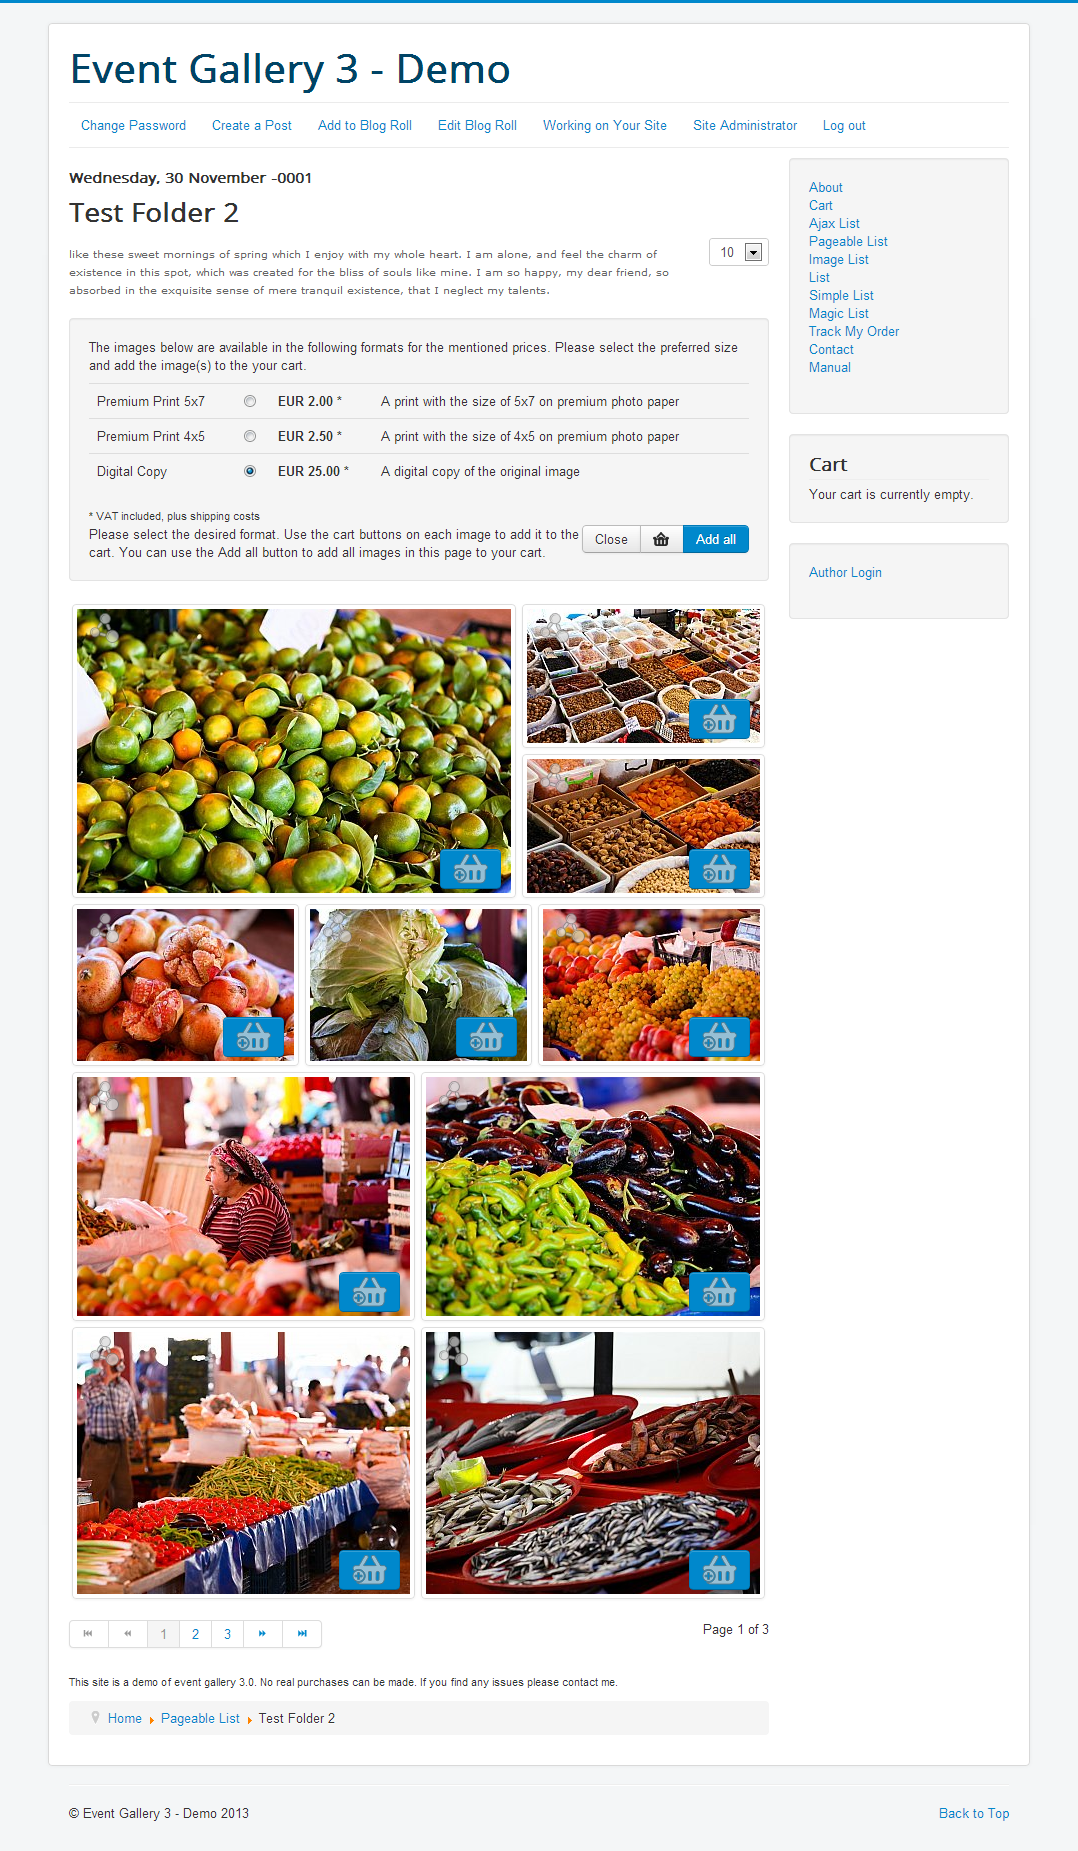 Event Gallery 3 - Demo
Change Password Create a Post Add to Blog Roll Edit Blog Roll Working on Your Site Site Administrator Log out
Wednesday, 30 November -0001
Test Folder 2
like these sweet mornings of spring which I enjoy with my whole heart. I am alone, and feel the charm of
existence in this spot, which was created for the bliss of souls like mine. I am so happy, my dear friend, so
absorbed in the exquisite sense of mere tranquil existence, that I neglect my talents.
10
The images below are available in the following formats for the mentioned prices. Please select the preferred size
and add the image(s) to the your cart.
Premium Print 5x7 EUR 2.00 * A print with the size of 5x7 on premium photo paper
Premium Print 4x5 EUR 2.50 * A print with the size of 4x5 on premium photo paper
Digital Copy EUR 25.00 * A digital copy of the original image
* VAT included, plus shipping costs
Please select the desired format. Use the cart buttons on each image to add it to the
cart. You can use the Add all button to add all images in this page to your cart.
Close Add all
1 2 3
Page 1 of 3
This site is a demo of event gallery 3.0. No real purchases can be made. If you find any issues please contact me.
Home Pageable List Test Folder 2
About
Cart
Ajax List
Pageable List
Image List
List
Simple List
Magic List
Track My Order
Contact
Manual
Cart
Your cart is currently empty.
Author Login
© Event Gallery 3 - Demo 2013
Back to Top